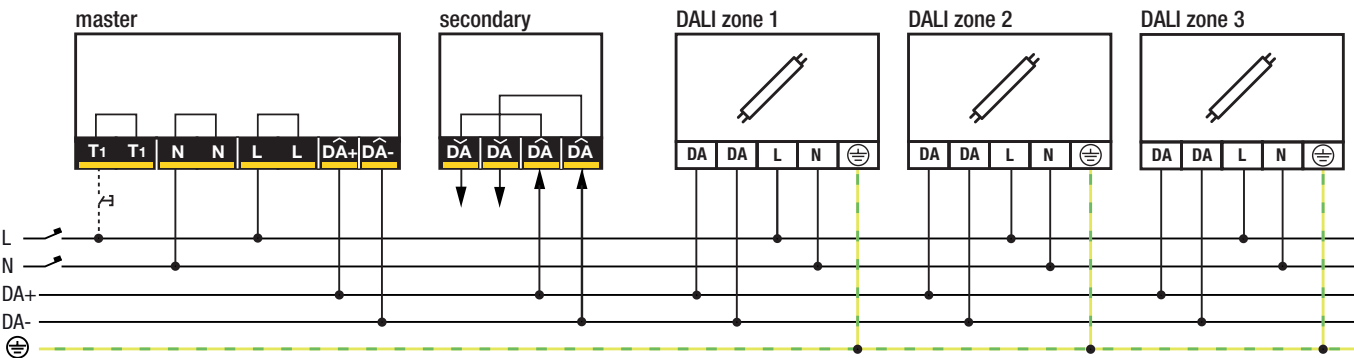 master secondary DALI zone 1 DALI zone 2 DALI zone 3
T1 T1 N N L L DA+ DA- DA DA DA DA DA DA L N DA DA L N DA DA L N
L
N
DA+
DA-